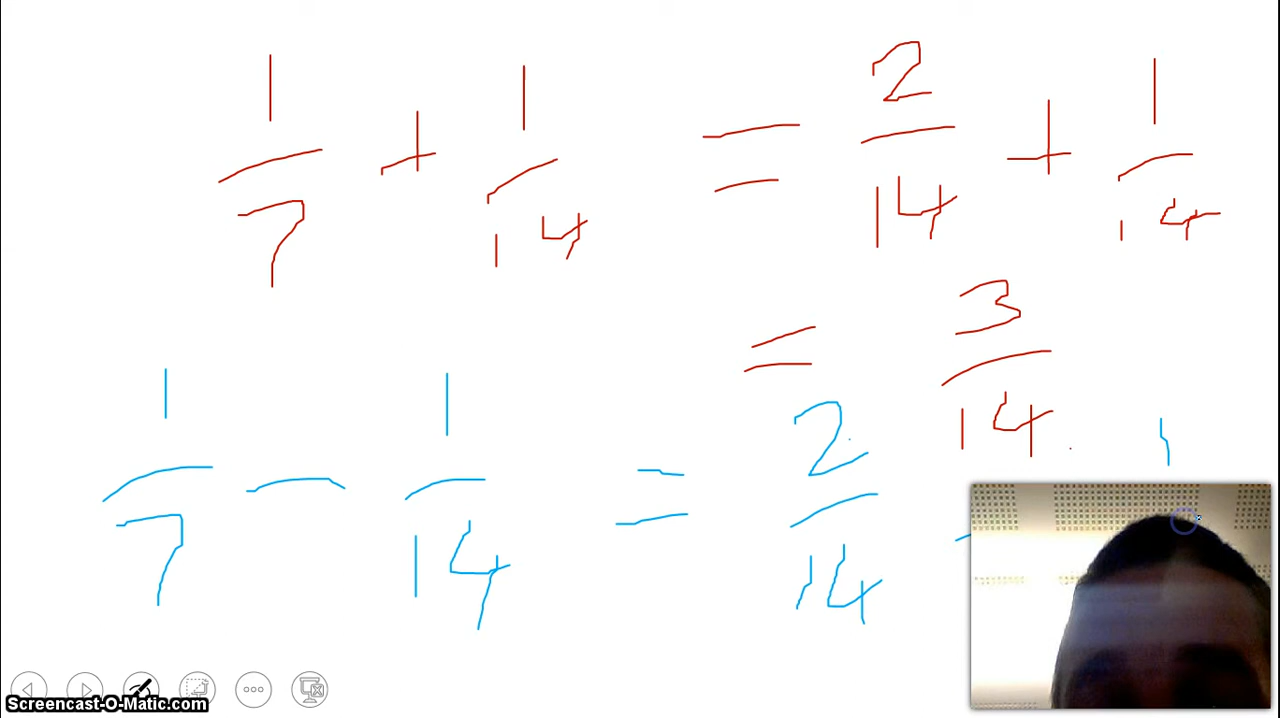 1/7 + 1/14 = 2/14 + 1/14
= 3/14
1/7 - 1/14 = 2/14 - 1
Screencast-O-Matic.com